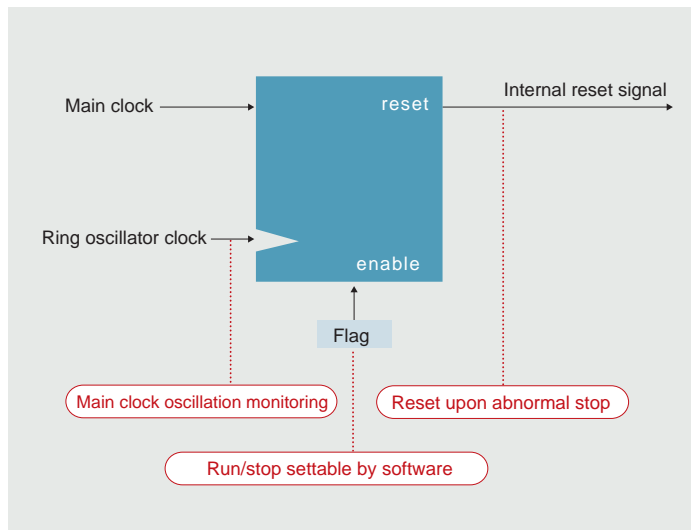 Internal reset signal
Main clock
reset
Ring oscillator clock
enable
Flag
Main clock oscillation monitoring
Reset upon abnormal stop
Run/stop settable by software